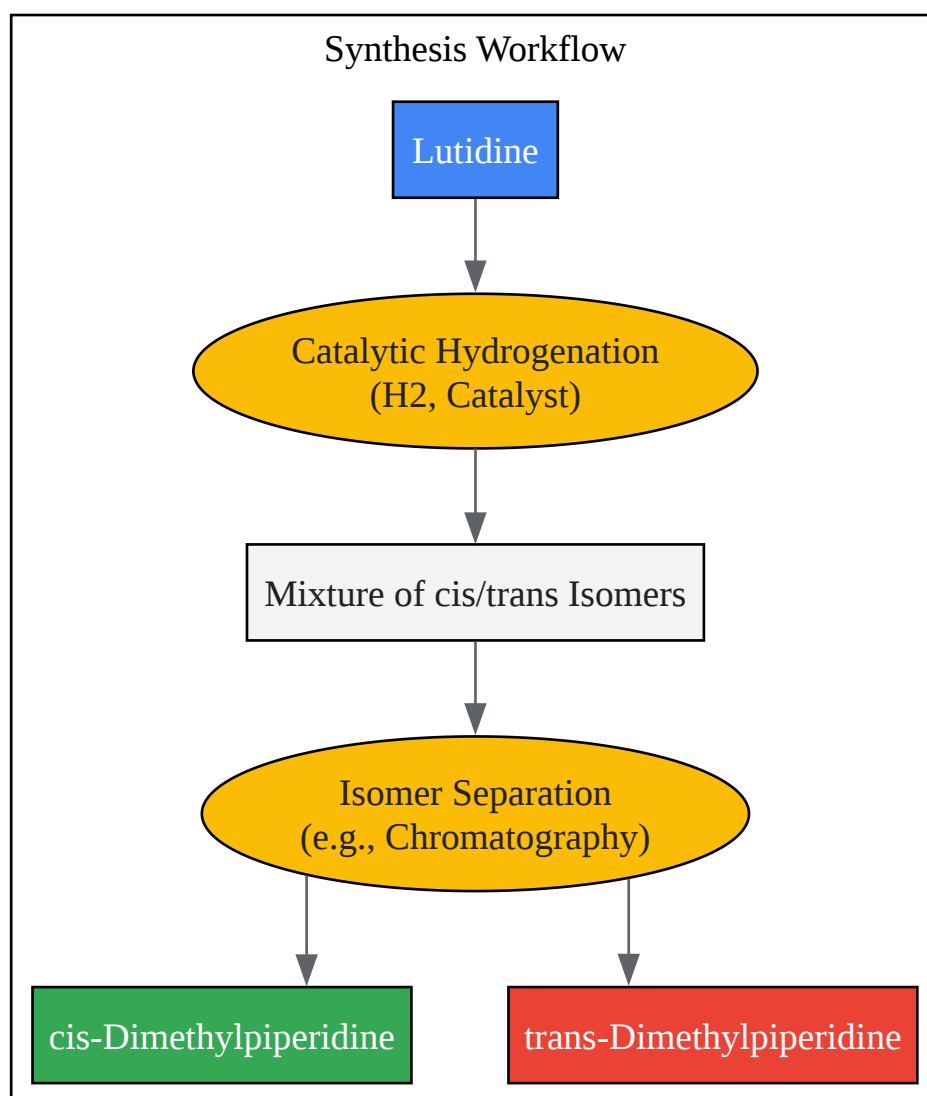 Synthesis Workflow
Lutidine
Catalytic Hydrogenation
(H2, Catalyst)
Mixture of cis/trans Isomers
Isomer Separation
(e.g., Chromatography)
cis-Dimethylpiperidine
trans-Dimethylpiperidine